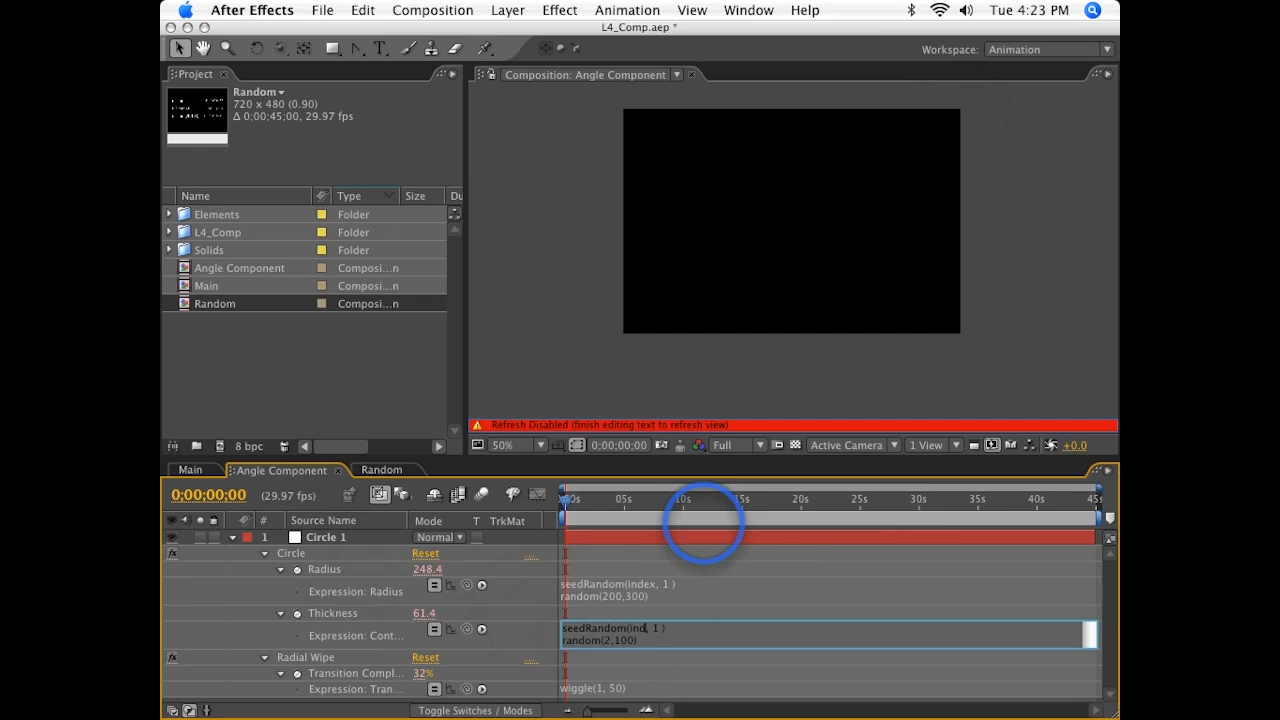 After Effects File Edit Composition Layer Effect Animation View Window Help Tue 4:23 PM
L4_Comp.aep *
Workspace: Animation
Project
Composition: Angle Component
Random
720 x 480 (0.90)
Δ 0;00;45;00, 29.97 fps
Name Type Size Du
Elements Folder
L4_Comp Folder
Solids Folder
Angle Component Composi...n
Main Composi...n
Random Composi...n
Refresh Disabled (finish editing text to refresh view)
8 bpc
50% 0;00;00;00 Full Active Camera 1 View +0.0
Main Angle Component Random
0;00;00;00 (29.97 fps)
05s 10s 15s 20s 25s 30s 35s 40s 45s
# Source Name Mode T TrkMat
1 Circle 1 Normal
Circle Reset ...
Radius 248.4
Expression: Radius
seedRandom(index, 1 )
random(200,300)
Thickness 61.4
Expression: Cont...
seedRandom(ind, 1 )
random(2,100)
Radial Wipe Reset ...
Transition Compl... 32%
Expression: Tran... wiggle(1, 50)
Toggle Switches / Modes